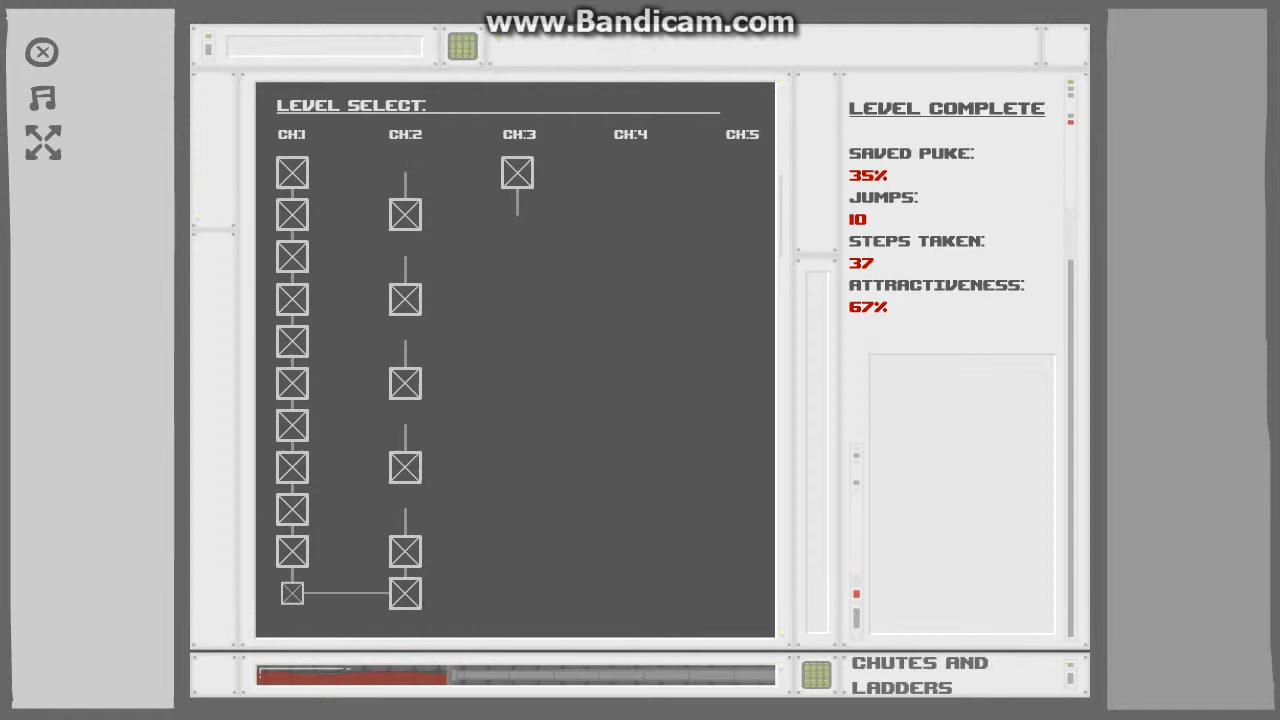 www.Bandicam.com
LEVEL SELECT:
CH:1 CH:2 CH:3 CH:4 CH:5
LEVEL COMPLETE
SAVED PUKE:
35%
JUMPS:
10
STEPS TAKEN:
37
ATTRACTIVENESS:
67%
CHUTES AND
LADDERS